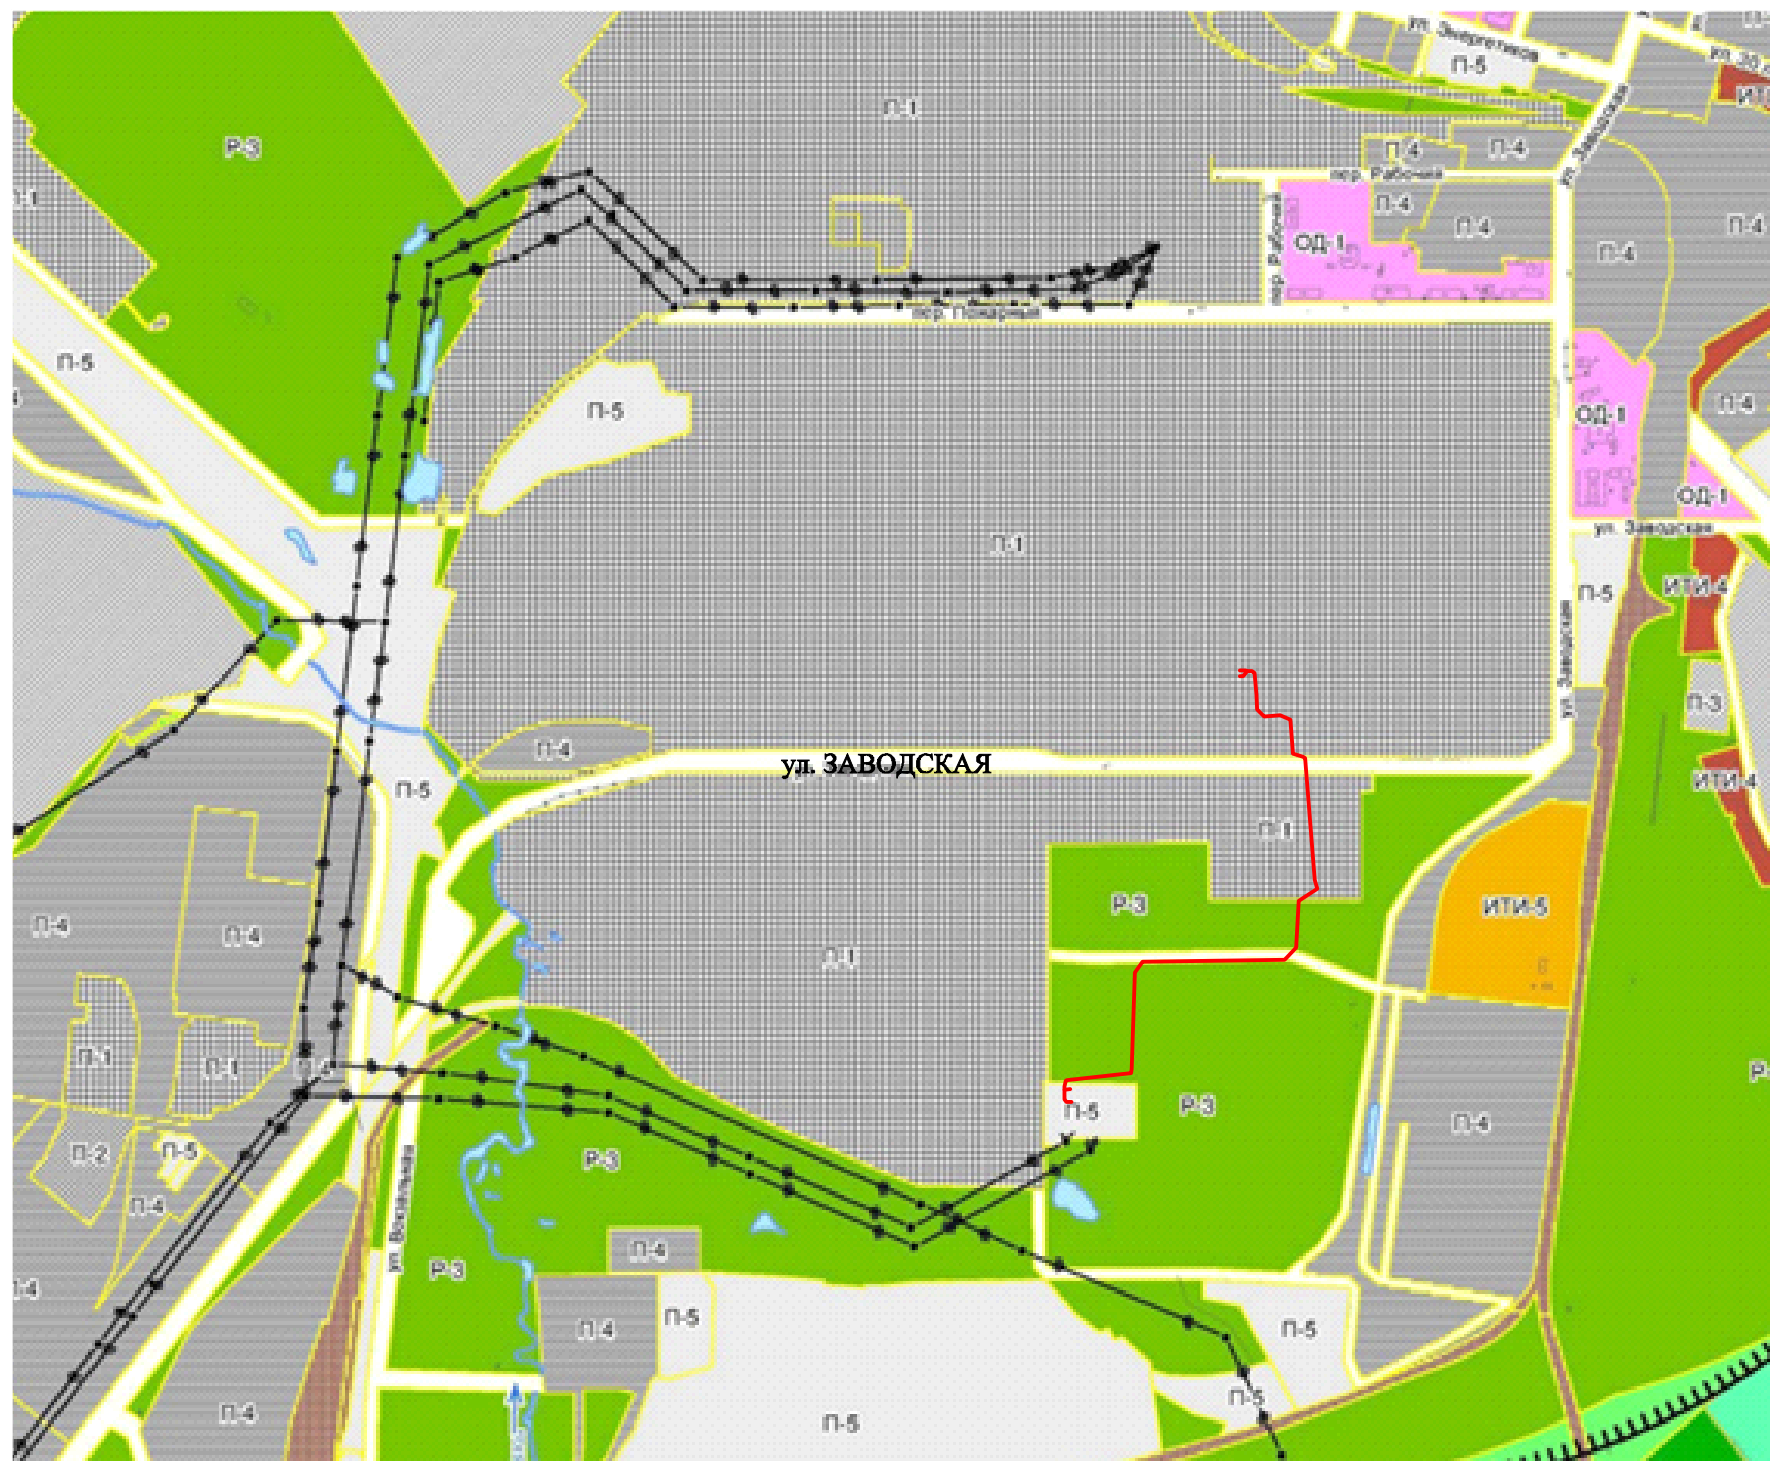 ул. Энергетиков
П-5
П-1
Р-3
ул. Заводская
П-4
П-4
пер. Рабочий
П-4
П-4
П-4
П-4
ОД-1
пер. Рабочий
пер. Пожарный
П-5
П-5
П-4
ОД-1
ОД-1
ул. Заводская
П-1
ИТИ-4
П-5
ул. Заводская
П-3
П-4
ул. ЗАВОДСКАЯ
ИТИ-4
П-5
П-1
Р-3
ИТИ-5
П-4
П-4
П-1
П-1
П-1
П-4
П-5
Р-3
П-4
П-2
П-5
Р-3
П-4
ул. Вокзальная
П-4
Р-3
П-5
П-4
П-5
П-5
П-4
П-5